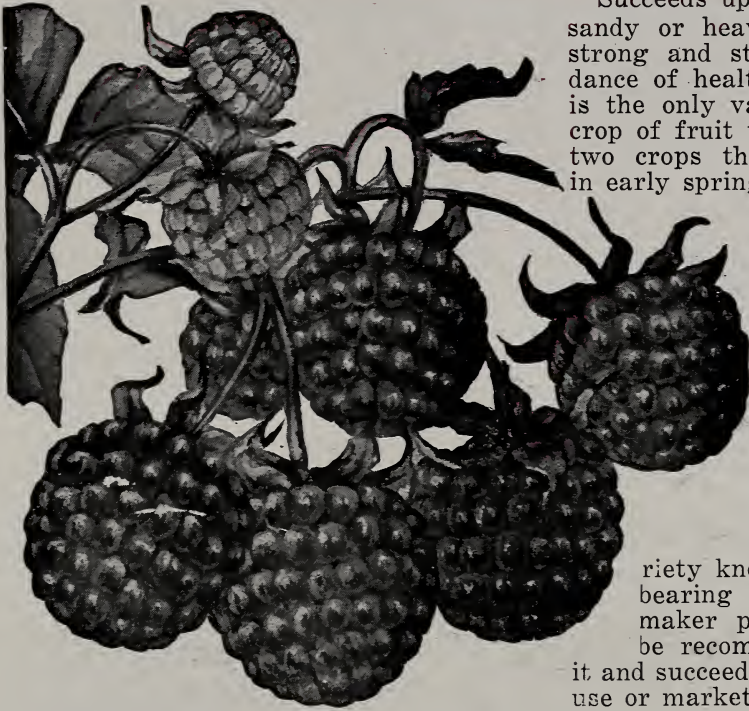 Succeeds up
sandy or heav
strong and st
dance of healt
is the only va
crop of fruit
two crops th
in early spring
riety kno
bearing
maker p
be recom
it and succeed
use or market